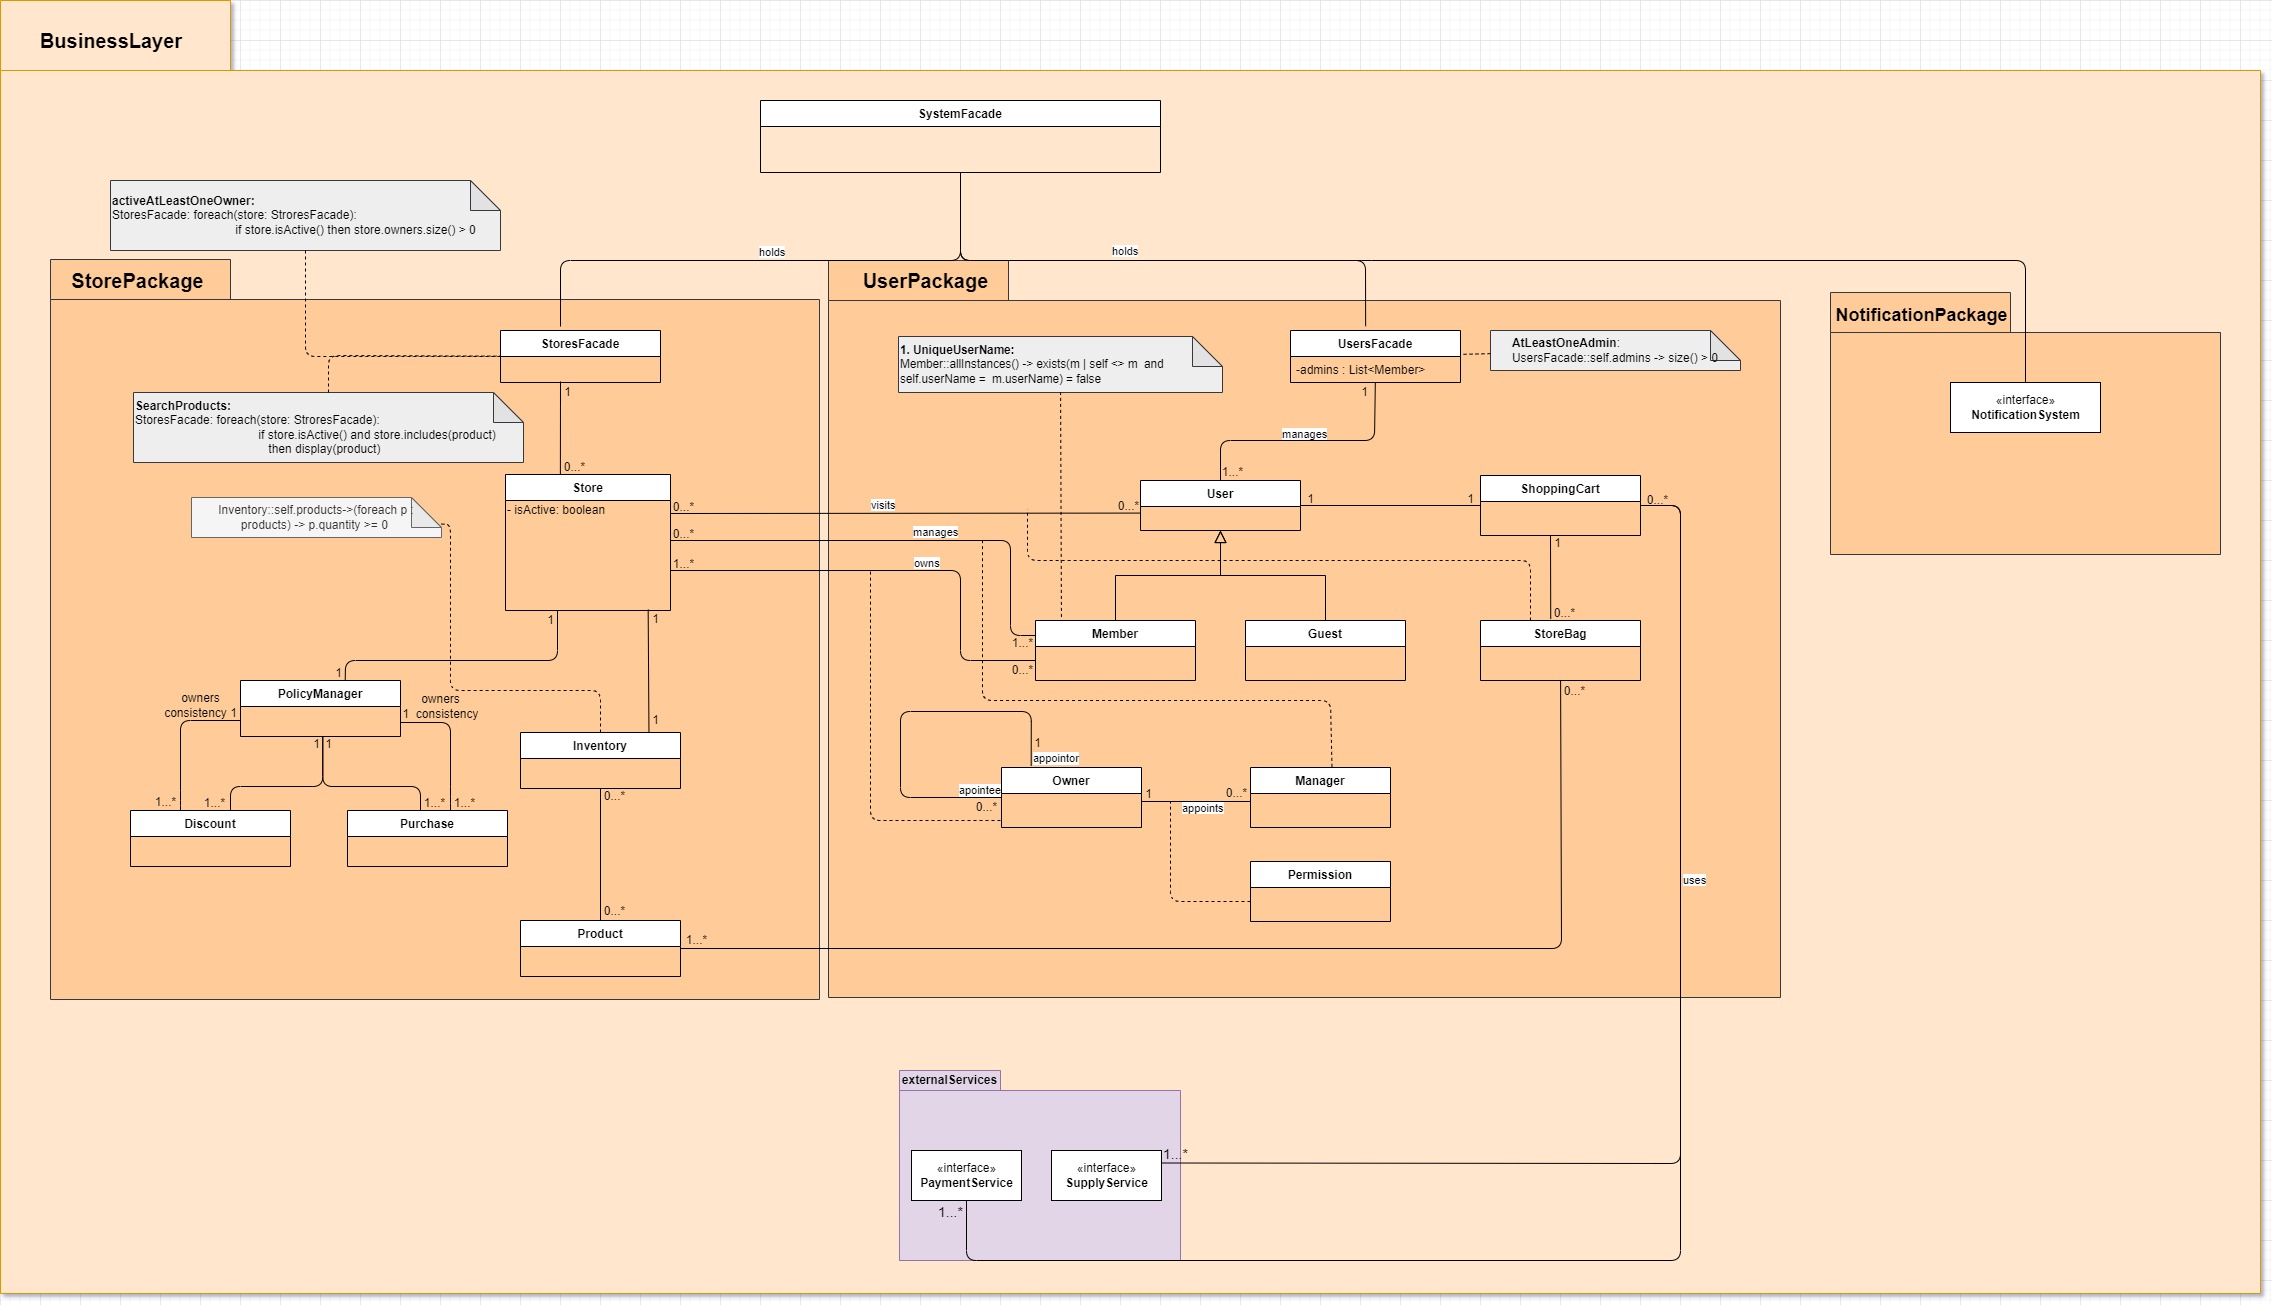 BusinessLayer
SystemFacade
activeAtLeastOneOwner:
StoresFacade: foreach(store: StroresFacade):
if store.isActive() then store.owners.size() > 0
holds
holds
StorePackage
UserPackage
NotificationPackage
StoresFacade
1
0...*
SearchProducts:
StoresFacade: foreach(store: StroresFacade):
if store.isActive() and store.includes(product)
then display(product)
1. UniqueUserName:
Member::allInstances() -> exists(m | self <> m and
self.userName = m.userName) = false
UsersFacade
-admins : List<Member>
1
AtLeastOneAdmin:
UsersFacade::self.admins -> size() > 0
«interface»
NotificationSystem
manages
1...*
Inventory::self.products->(foreach p :
products) -> p.quantity >= 0
Store
- isActive: boolean
0...*
visits
0...*
0...*
manages
1...*
owns
User
1
1
ShoppingCart
0...*
1
0...*
1
1
Member
1...*
0...*
Guest
StoreBag
0...*
1
PolicyManager
owners
consistency
1
owners
consistency
1
1
1
1
1...*
1...*
1...*
1...*
Discount
Purchase
Inventory
0...*
0...*
Product
1...*
1
appointor
apointee
0...*
Owner
1
appoints
0...*
Manager
Permission
uses
externalServices
«interface»
PaymentService
1...*
«interface»
SupplyService
1...*